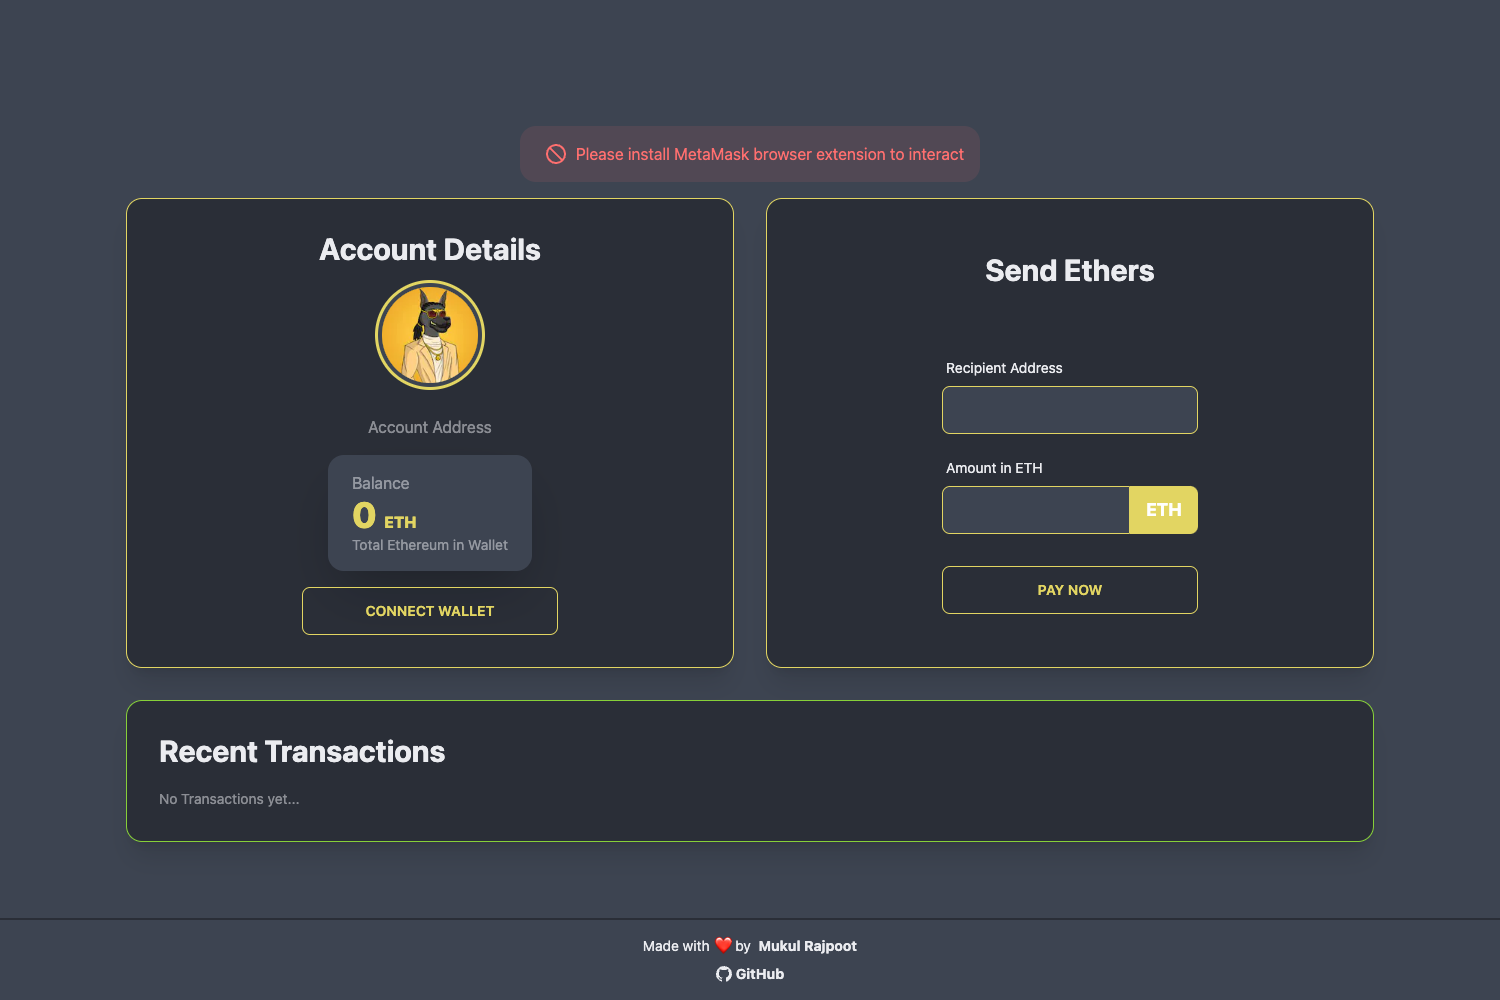 Please install MetaMask browser extension to interact
Account Details
Account Address
Balance
0 ETH
Total Ethereum in Wallet
CONNECT WALLET
Send Ethers
Recipient Address
Amount in ETH
ETH
PAY NOW
Recent Transactions
No Transactions yet...
Made with ❤️ by Mukul Rajpoot
GitHub